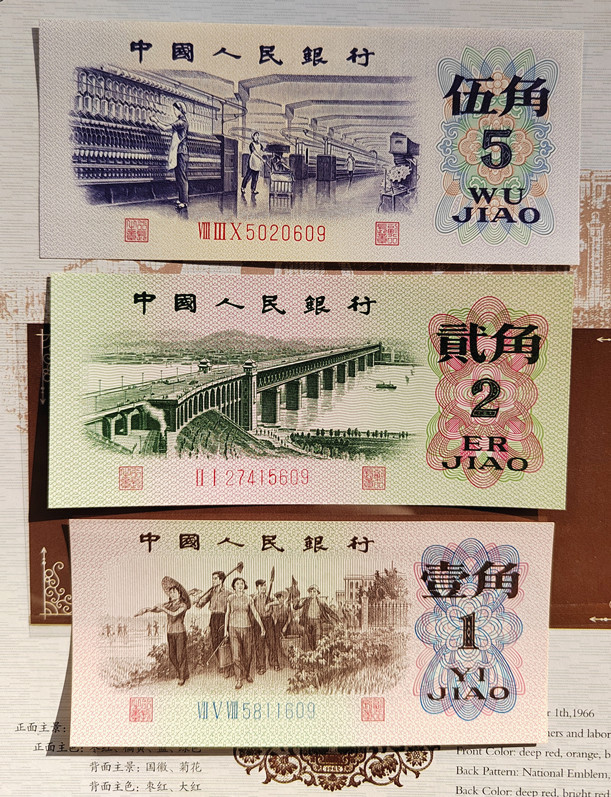 中國人民銀行
伍角
5
WU
JIAO
VIII III X 5020609
中國人民銀行
貳角
2
ER
JIAO
II I 27415609
中國人民銀行
壹角
1
YI
JIAO
VII V VIII 5811609
正面主景:
正面主色:
背面主景:国徽、菊花
背面主色:枣红、大红
1th,1966
and labor
Front Color: deep red, orange, b
Back Pattern: National Emblem,
Back Color: deep red, bright red